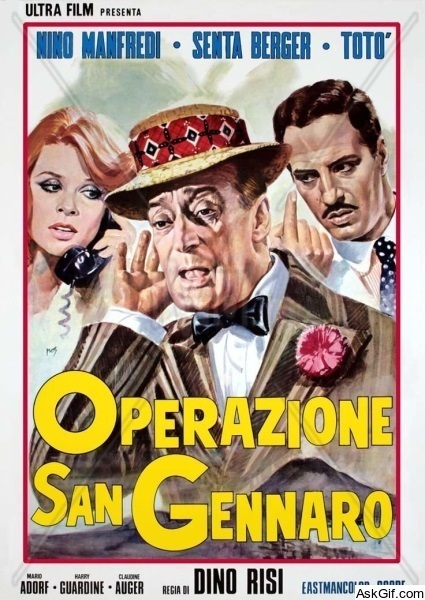 ULTRA FILM PRESENTA
NINO MANFREDI · SENTA BERGER · TOTO'
OPERAZIONE
SAN GENNARO
MARIO ADORF HARRY GUARDINE CLAUDINE AUGER REGIA DI DINO RISI
AskGif.com